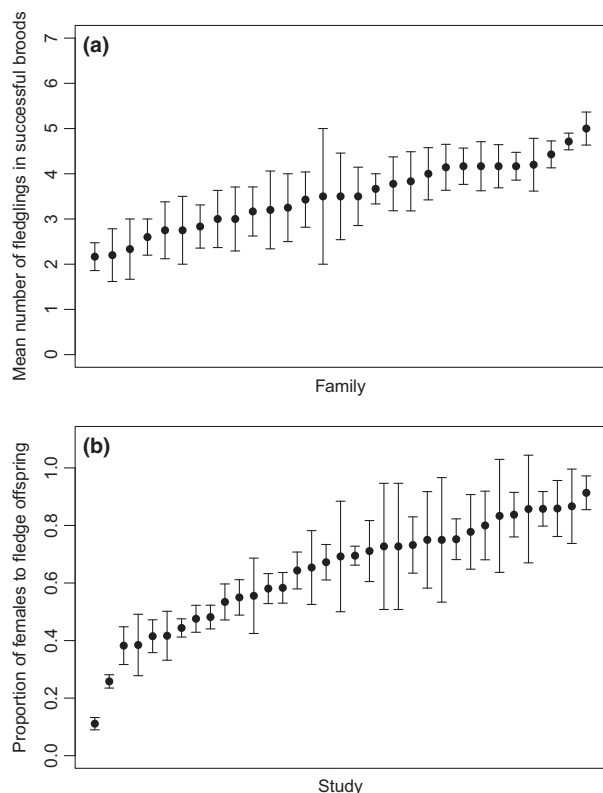 (a)
Mean number of fledglings in successful broods
7
6
5
4
3
2
1
0
Family
(b)
Proportion of females to fledge offspring
1.0
0.8
0.6
0.4
0.2
0.0
Study